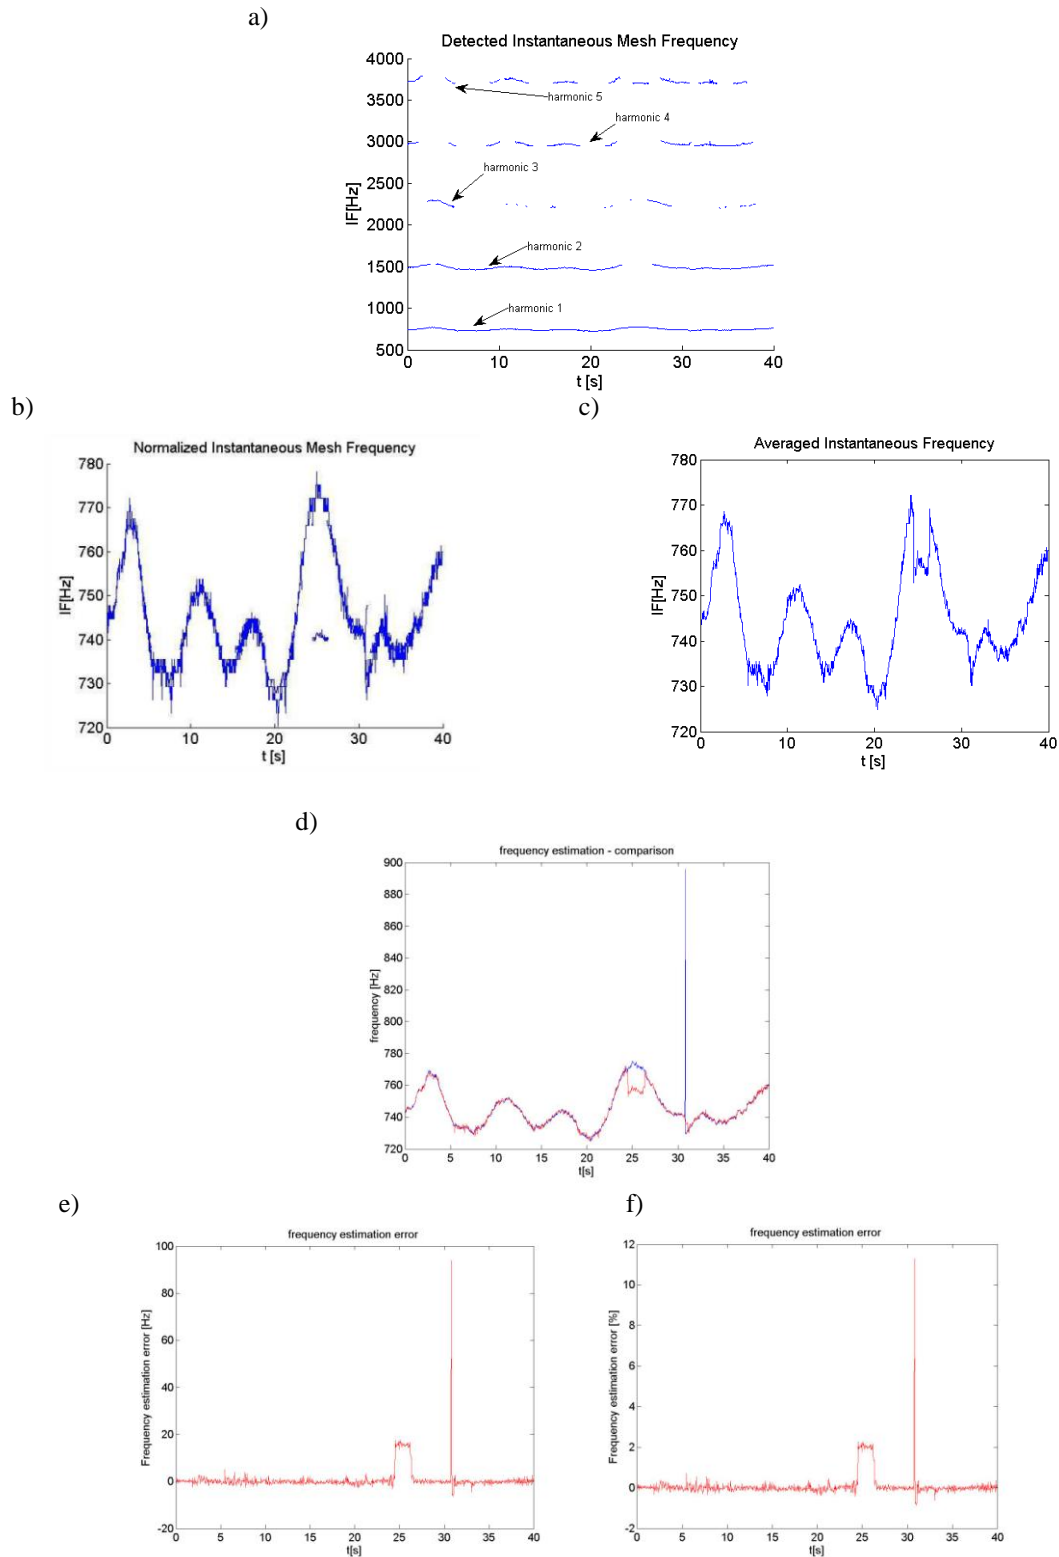 a)
Detected Instantaneous Mesh Frequency
4000
3500
3000
2500
2000
1500
1000
500
IF[Hz]
harmonic 5
harmonic 4
harmonic 3
harmonic 2
harmonic 1
0 10 20 30 40
t [s]
b)
Normalized Instantaneous Mesh Frequency
780
770
760
750
740
730
720
IF[Hz]
0 10 20 30 40
t [s]
c)
Averaged Instantaneous Frequency
780
770
760
750
740
730
720
IF[Hz]
0 10 20 30 40
t [s]
d)
frequency estimation - comparison
900
880
860
840
820
800
780
760
740
720
frequency [Hz]
0 5 10 15 20 25 30 35 40
t[s]
e)
frequency estimation error
100
80
60
40
20
0
-20
Frequency estimation error [Hz]
0 5 10 15 20 25 30 35 40
t[s]
f)
frequency estimation error
12
10
8
6
4
2
0
-2
Frequency estimation error [%]
0 5 10 15 20 25 30 35 40
t[s]